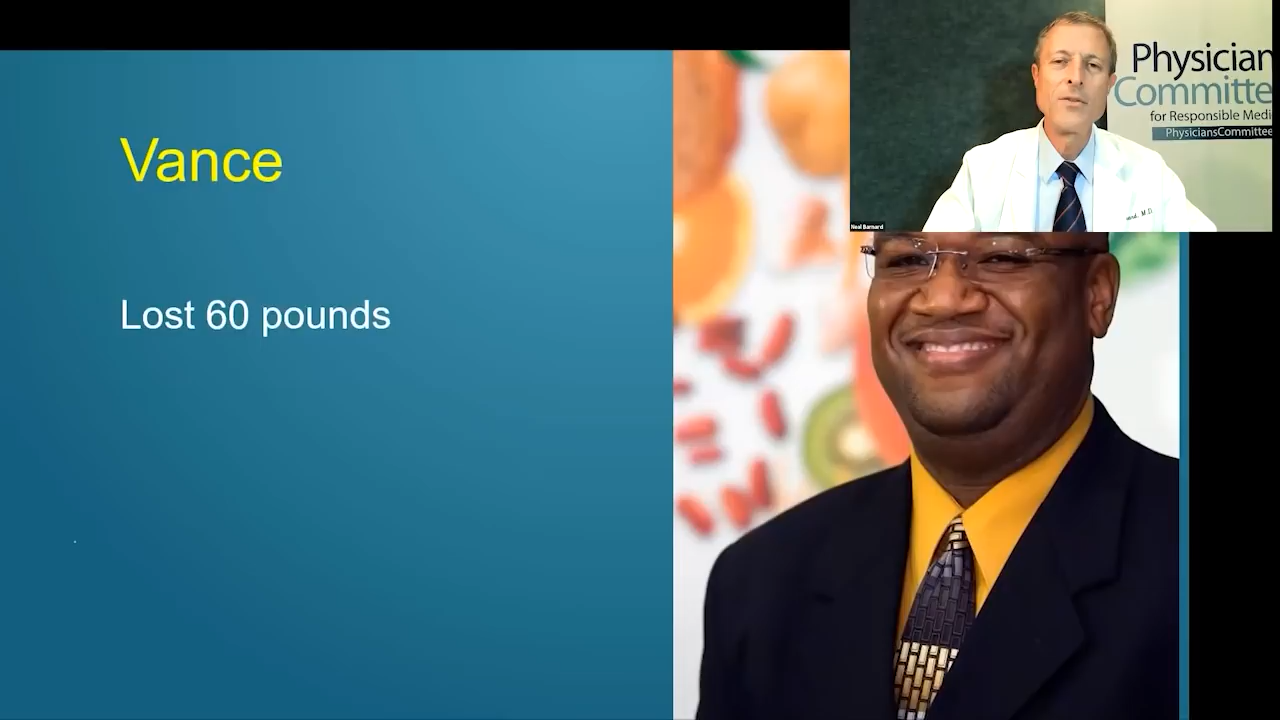 Vance
Lost 60 pounds
Physician
Committe
for Responsible Medi
PhysiciansCommittee
Neal Barnard
M.D.